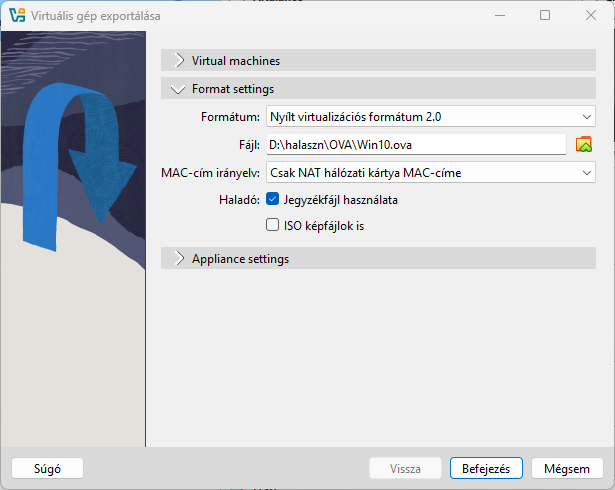 Virtuális gép exportálása
Virtual machines
Format settings
Formátum: Nyílt virtualizációs formátum 2.0
Fájl: D:\halaszn\OVA\Win10.ova
MAC-cím irányelv: Csak NAT hálózati kártya MAC-címe
Haladó: Jegyzékfájl használata
ISO képfájlok is
Appliance settings
Súgó Vissza Befejezés Mégsem